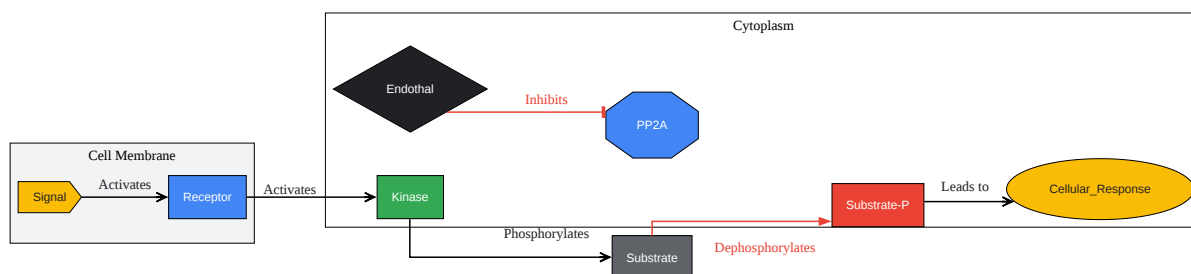 Cytoplasm
Endothal
Inhibits
PP2A
Cell Membrane
Signal
Activates
Receptor
Activates
Kinase
Phosphorylates
Substrate
Dephosphorylates
Substrate-P
Leads to
Cellular_Response